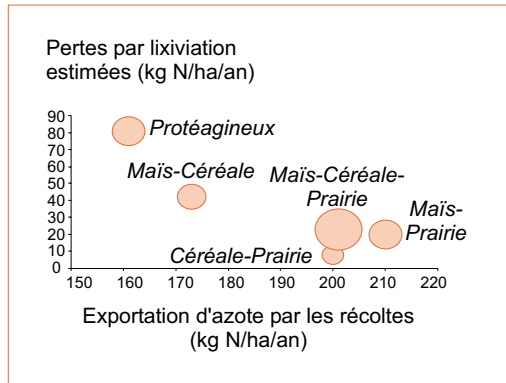 Pertes par lixiviation
estimées (kg N/ha/an)
90
80
70
60
50
40
30
20
10
0
Protéagineux
Maïs-Céréale
Maïs-Céréale-
Prairie
Maïs-
Prairie
Céréale-Prairie
150 160 170 180 190 200 210 220
Exportation d'azote par les récoltes
(kg N/ha/an)